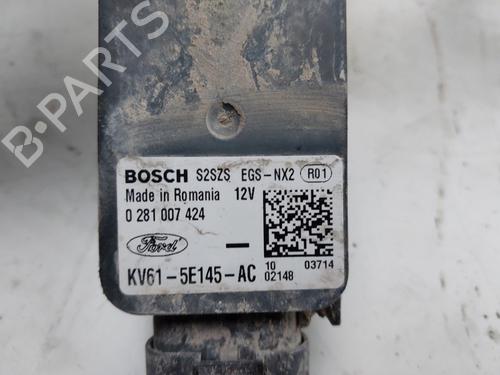 B-PARTS
BOSCH S2SZS EGS-NX2 R01
Made in Romania 12V
0 281 007 424
Ford
KV61-5E145-AC
10 03714
02148